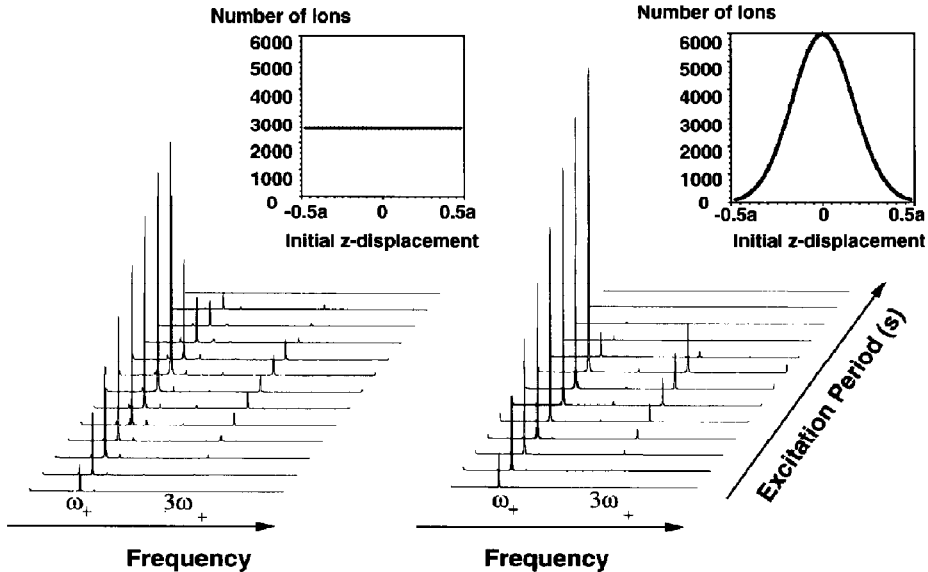 Number of Ions
6000
5000
4000
3000
2000
1000
0
-0.5a 0 0.5a
Initial z-displacement
Number of Ions
6000
5000
4000
3000
2000
1000
0
-0.5a 0 0.5a
Initial z-displacement
Excitation Period (s)
ω+ 3ω+
Frequency
ω+ 3ω+
Frequency